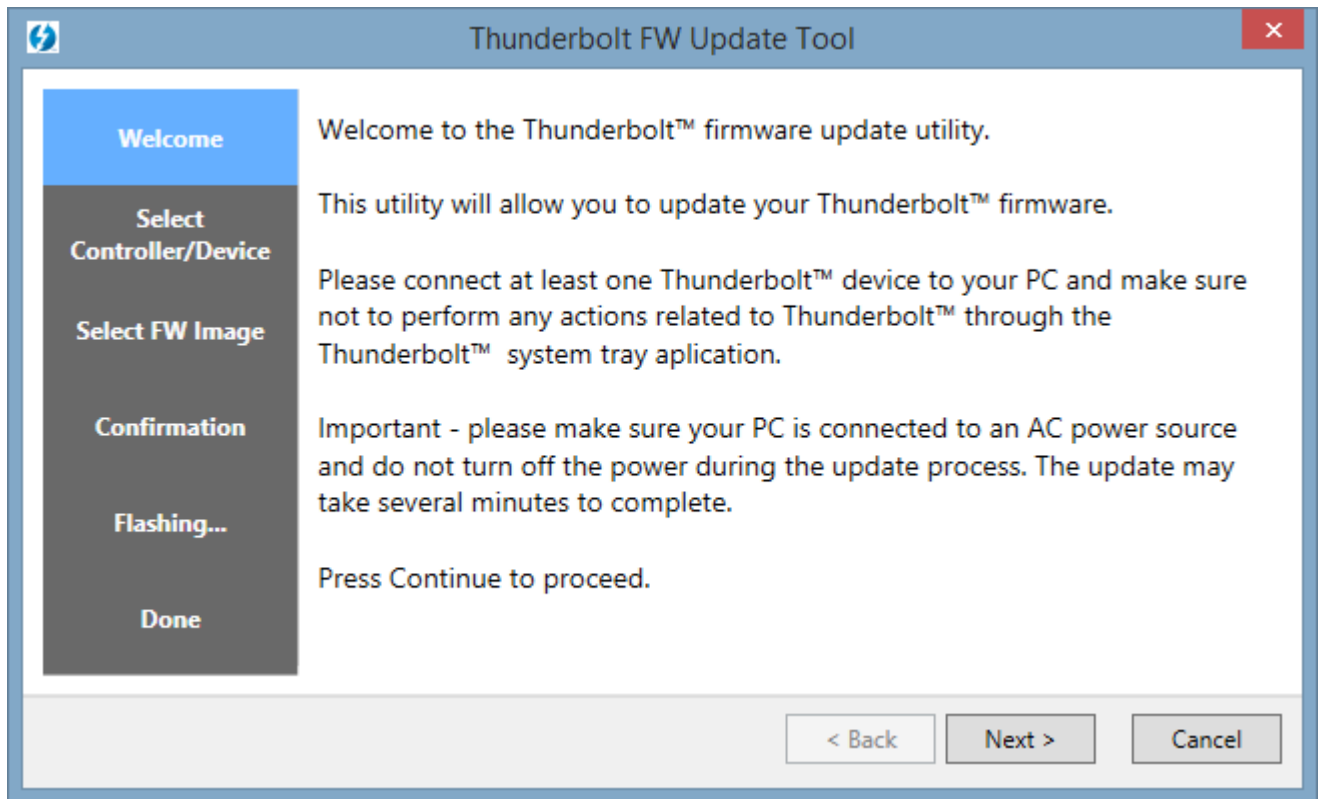 Thunderbolt FW Update Tool
Welcome
Select
Controller/Device
Select FW Image
Confirmation
Flashing...
Done
Welcome to the Thunderbolt™ firmware update utility.
This utility will allow you to update your Thunderbolt™ firmware.
Please connect at least one Thunderbolt™ device to your PC and make sure
not to perform any actions related to Thunderbolt™ through the
Thunderbolt™  system tray aplication.
Important - please make sure your PC is connected to an AC power source
and do not turn off the power during the update process. The update may
take several minutes to complete.
Press Continue to proceed.
< Back
Next >
Cancel